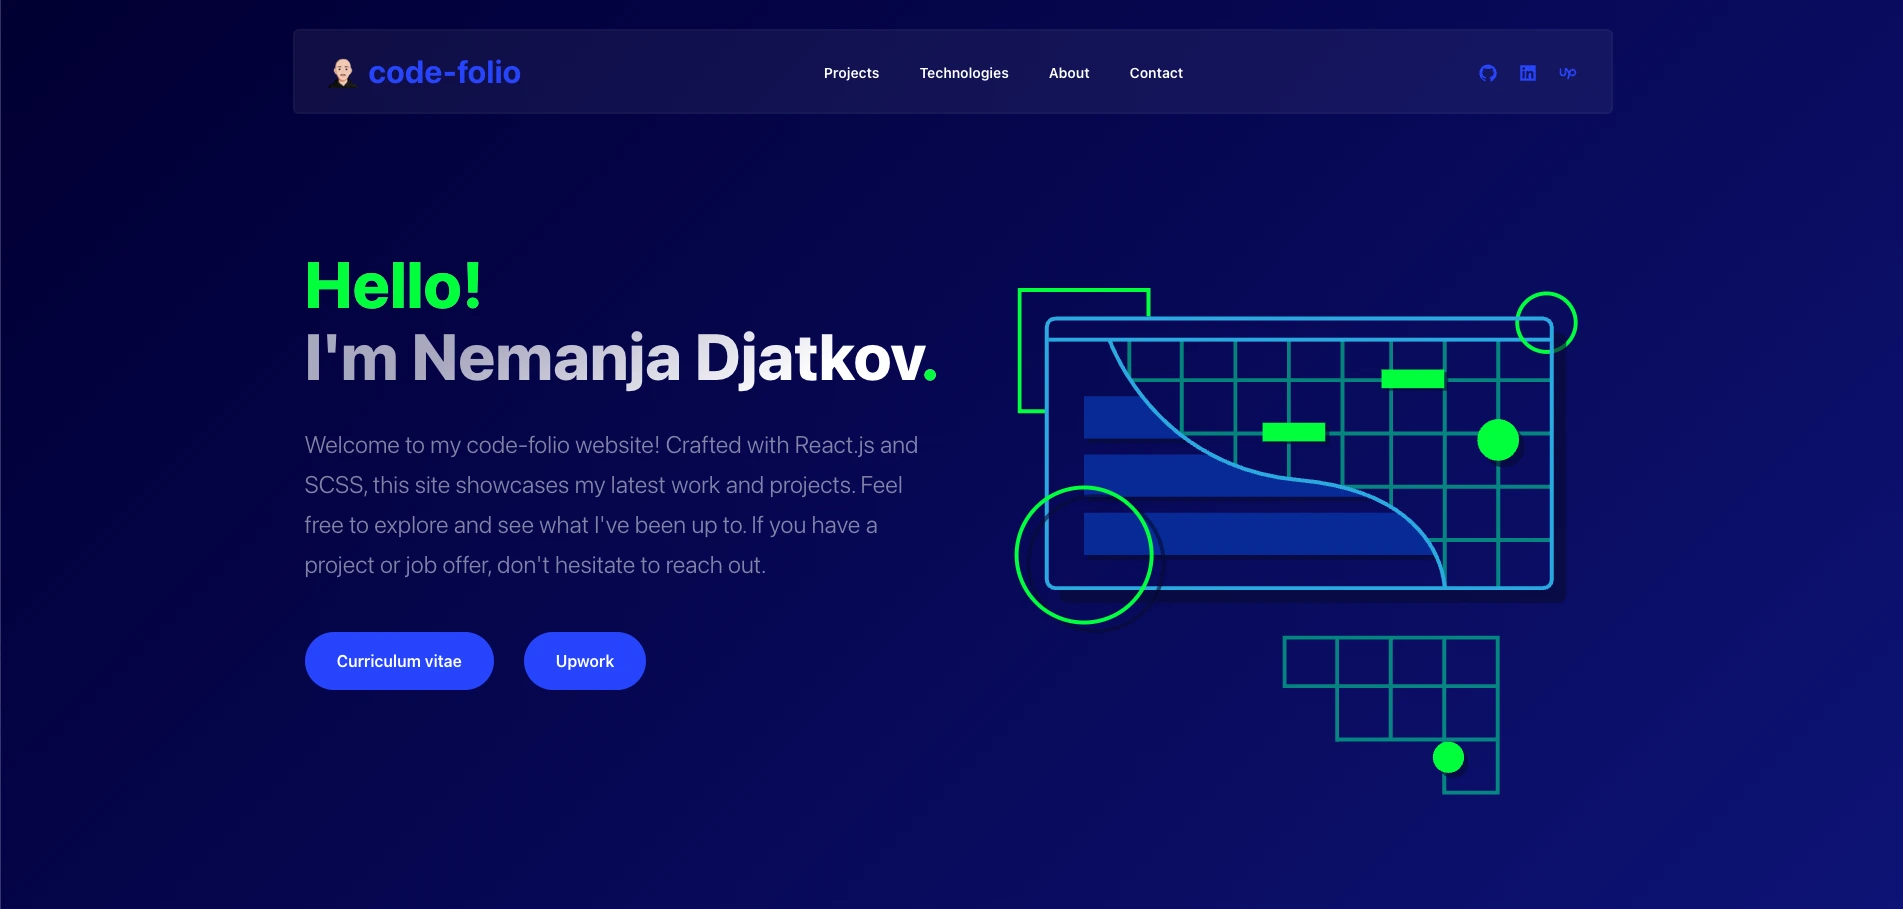 code-folio
Projects
Technologies
About
Contact
Hello!
I'm Nemanja Djatkov.
Welcome to my code-folio website! Crafted with React.js and
SCSS, this site showcases my latest work and projects. Feel
free to explore and see what I've been up to. If you have a
project or job offer, don't hesitate to reach out.
Curriculum vitae
Upwork